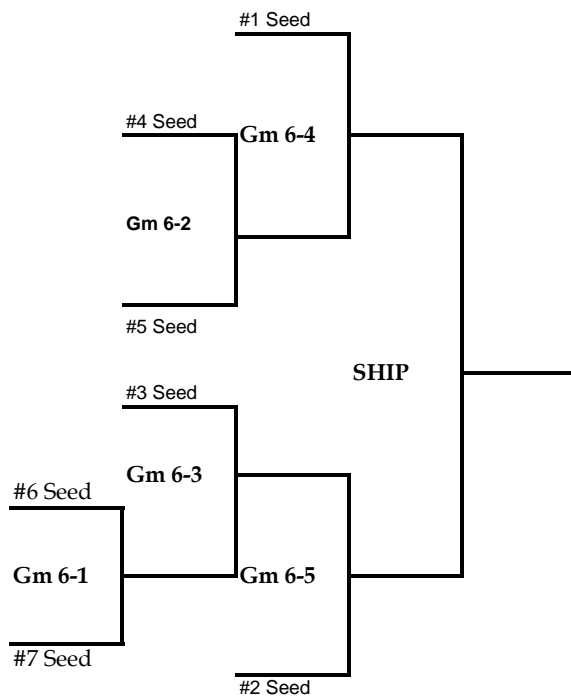 #1 Seed
#4 Seed
Gm 6-4
Gm 6-2
#5 Seed
SHIP
#3 Seed
Gm 6-3
#6 Seed
Gm 6-1
Gm 6-5
#7 Seed
#2 Seed